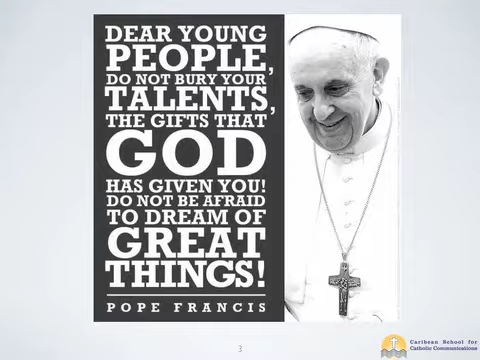 DEAR YOUNG
PEOPLE,
DO NOT BURY YOUR
TALENTS,
THE GIFTS THAT
GOD
HAS GIVEN YOU!
DO NOT BE AFRAID
TO DREAM OF
GREAT
THINGS!
POPE FRANCIS
3
Caribean School for
Catholic Communications